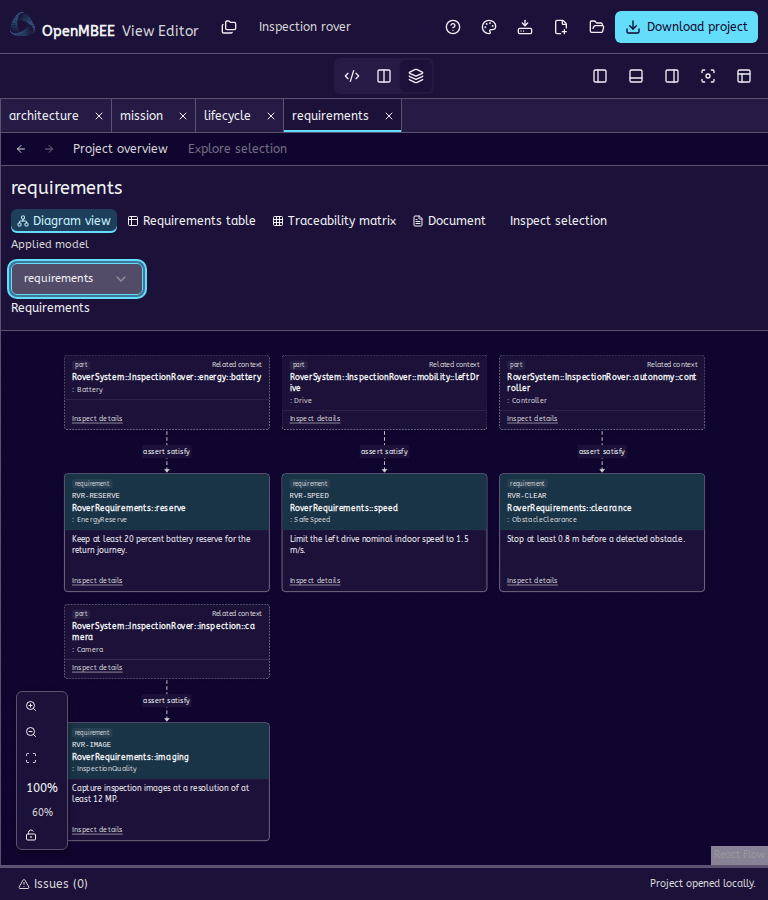 OpenMBEE View Editor
Inspection rover
Download project
architecture
mission
lifecycle
requirements
Project overview
Explore selection
requirements
Diagram view
Requirements table
Traceability matrix
Document
Inspect selection
Applied model
requirements
Requirements
part
Related context
RoverSystem::InspectionRover::energy::battery
: Battery
Inspect details
part
Related context
RoverSystem::InspectionRover::mobility::leftDr
ive
: Drive
Inspect details
part
Related context
RoverSystem::InspectionRover::autonomy::cont
roller
: Controller
Inspect details
assert satisfy
assert satisfy
assert satisfy
requirement
RVR-RESERVE
RoverRequirements::reserve
: EnergyReserve
Keep at least 20 percent battery reserve for the
return journey.
Inspect details
requirement
RVR-SPEED
RoverRequirements::speed
: SafeSpeed
Limit the left drive nominal indoor speed to 1.5
m/s.
Inspect details
requirement
RVR-CLEAR
RoverRequirements::clearance
: ObstacleClearance
Stop at least 0.8 m before a detected obstacle.
Inspect details
part
Related context
RoverSystem::InspectionRover::inspection::ca
mera
: Camera
Inspect details
assert satisfy
requirement
RVR-IMAGE
RoverRequirements::imaging
: InspectionQuality
Capture inspection images at a resolution of at
least 12 MP.
Inspect details
100%
60%
React Flow
Issues (0)
Project opened locally.